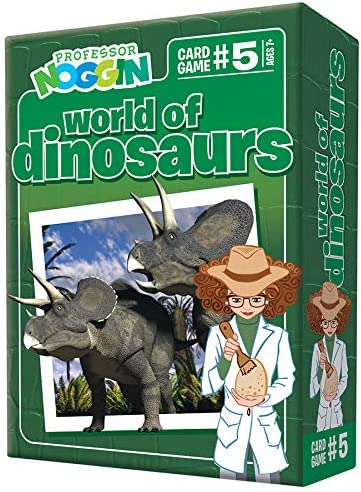 PROFESSOR
NOGGIN
CARD
GAME #5 AGES 7+
world of
dinosaurs
world of
dinosaurs
CARD
GAME #5